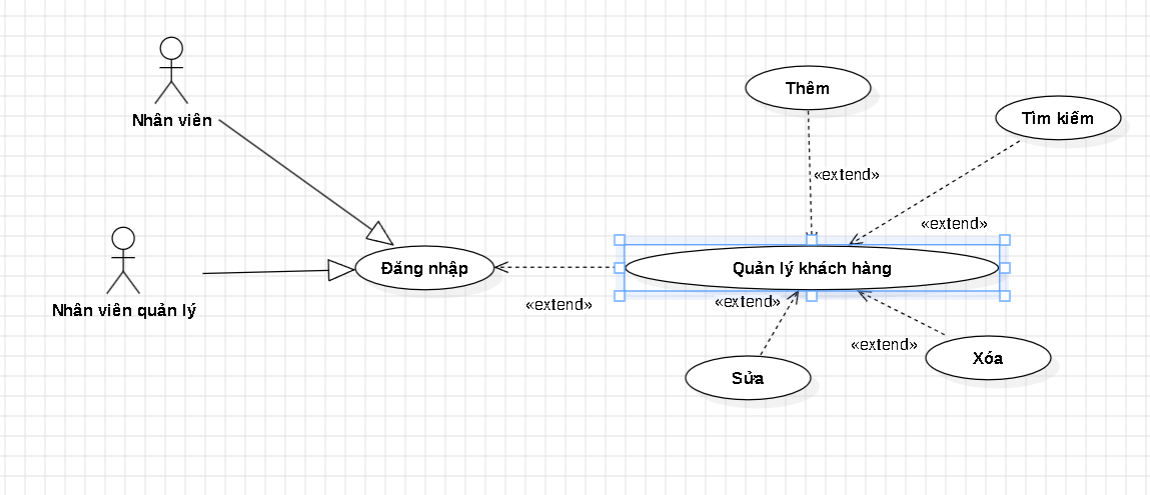 Thêm
Tìm kiếm
Nhân viên
«extend»
«extend»
Đăng nhập
Quản lý khách hàng
«extend»
«extend»
Nhân viên quản lý
«extend»
Xóa
Sửa